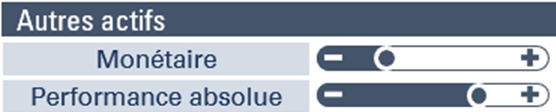 Autres actifs
Monétaire − +
Performance absolue − +